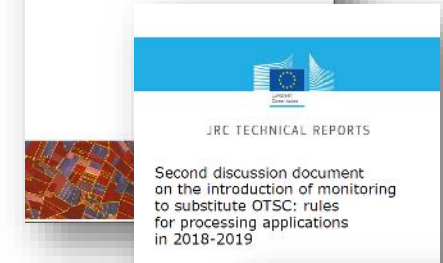 European
Commission
JRC TECHNICAL REPORTS
Second discussion document
on the introduction of monitoring
to substitute OTSC: rules
for processing applications
in 2018-2019